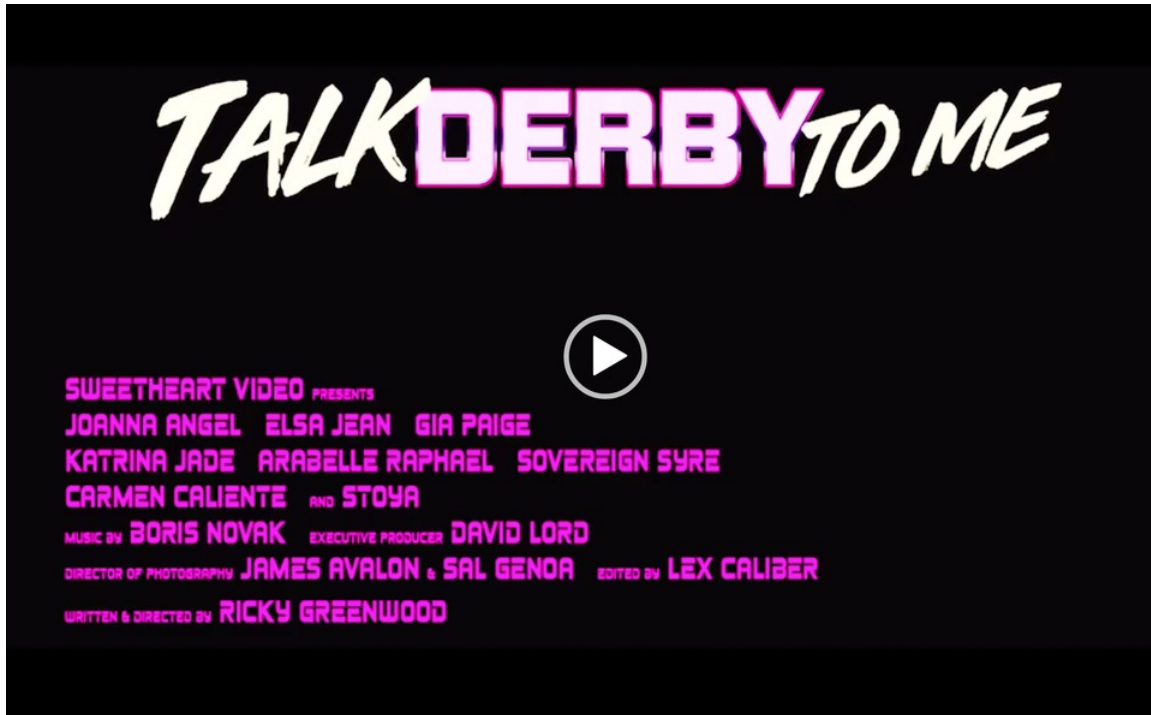 TALK DERBY TO ME
SWEETHEART VIDEO PRESENTS
JOANNA ANGEL ELSA JEAN GIA PAIGE
KATRINA JADE ARABELLE RAPHAEL SOVEREIGN SYRE
CARMEN CALIENTE AND STOYA
MUSIC BY BORIS NOVAK EXECUTIVE PRODUCER DAVID LORD
DIRECTOR OF PHOTOGRAPHY JAMES AVALON & SAL GENOA EDITED BY LEX CALIBER
WRITTEN & DIRECTED BY RICKY GREENWOOD